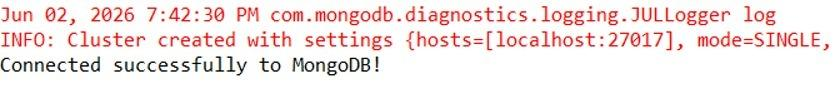 Jun 02, 2026 7:42:30 PM com.mongodb.diagnostics.logging.JULLogger log
INFO: Cluster created with settings {hosts=[localhost:27017], mode=SINGLE,
Connected successfully to MongoDB!